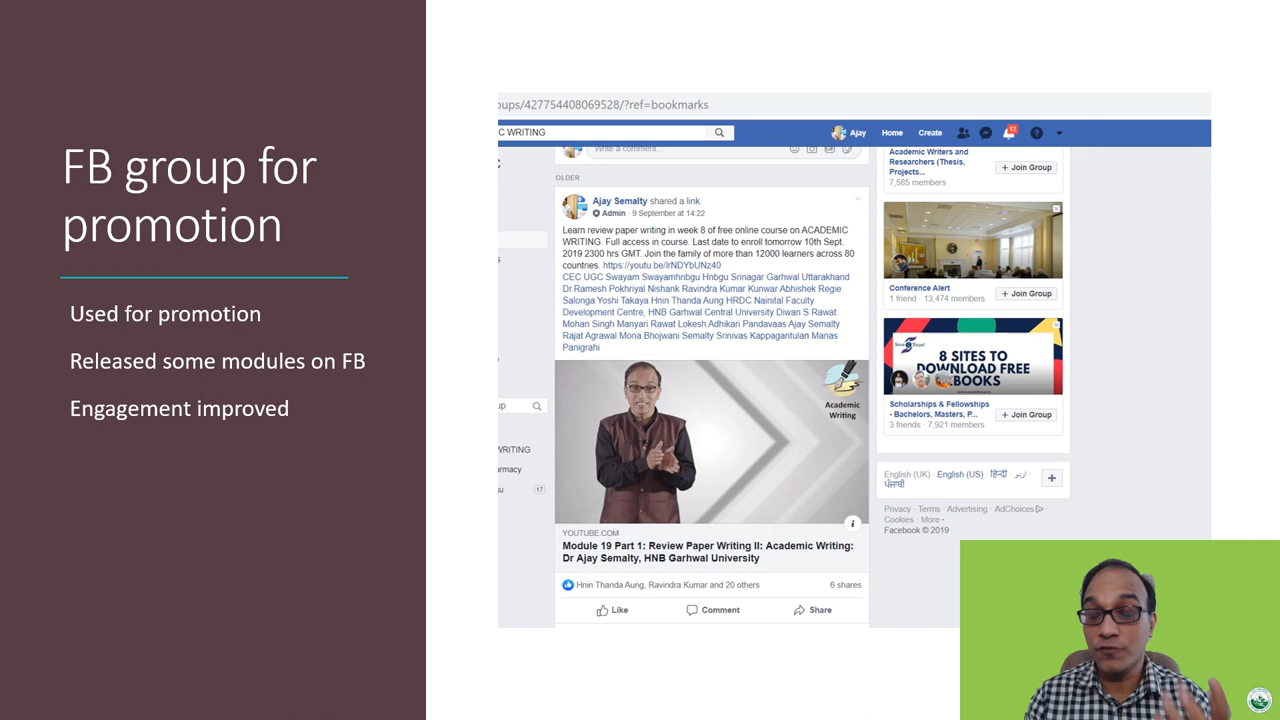 FB group for
promotion
Used for promotion
Released some modules on FB
Engagement improved
oups/427754408069528/?ref=bookmarks
C WRITING
Ajay
Home
Create
12
Write a comment...
OLDER
Ajay Semalty shared a link.
Admin · 9 September at 14:22
Learn review paper writing in week 8 of free online course on ACADEMIC
WRITING. Full access in course. Last date to enroll tomorrow 10th Sept.
2019 2300 hrs GMT. Join the family of more than 12000 learners across 80
countries. https://youtu.be/lrNDYbUNz40
CEC UGC Swayam Swayamhnbgu Hnbgu Srinagar Garhwal Uttarakhand
Dr.Ramesh Pokhriyal Nishank Ravindra Kumar Kunwar Abhishek Regie
Salonga Yoshi Takaya Hnin Thanda Aung HRDC Nainital Faculty
Development Centre, HNB Garhwal Central University Diwan S Rawat
Mohan Singh Manyari Rawat Lokesh Adhikari Pandavaas Ajay Semalty
Rajat Agrawal Mona Bhojwani Semalty Srinivas Kappagantulan Manas
Panigrahi
Academic
Writing
YOUTUBE.COM
Module 19 Part 1: Review Paper Writing II: Academic Writing:
Dr Ajay Semalty, HNB Garhwal University
Hnin Thanda Aung, Ravindra Kumar and 20 others
6 shares
Like
Comment
Share
WRITING
rmacy
17
Academic Writers and
Researchers (Thesis,
Projects...
7,585 members
+ Join Group
Conference Alert
1 friend · 13,474 members
+ Join Group
8 SITES TO
DOWNLOAD FREE
Scholarships & Fellowships
- Bachelors, Masters, P...
3 friends · 7,921 members
+ Join Group
English (UK) · English (US) · हिन्दी · اردو ·
ਪੰਜਾਬੀ
Privacy · Terms · Advertising · AdChoices
Cookies · More
Facebook © 2019